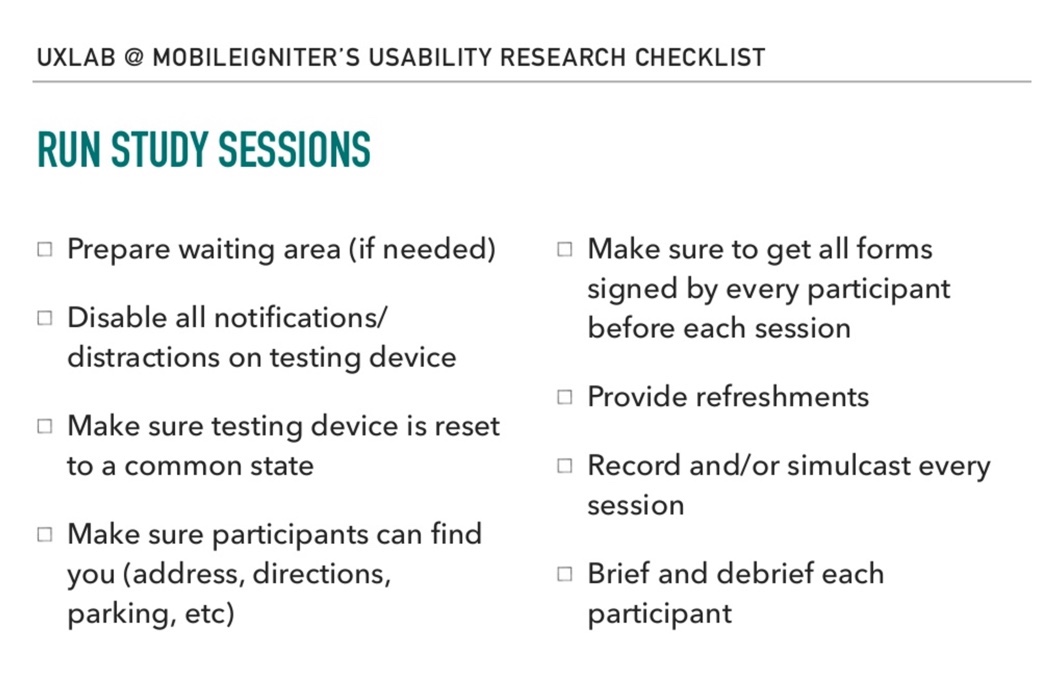 UXLAB @ MOBILEIGNITER'S USABILITY RESEARCH CHECKLIST
RUN STUDY SESSIONS
Prepare waiting area (if needed)
Disable all notifications/
distractions on testing device
Make sure testing device is reset
to a common state
Make sure participants can find
you (address, directions,
parking, etc)
Make sure to get all forms
signed by every participant
before each session
Provide refreshments
Record and/or simulcast every
session
Brief and debrief each
participant